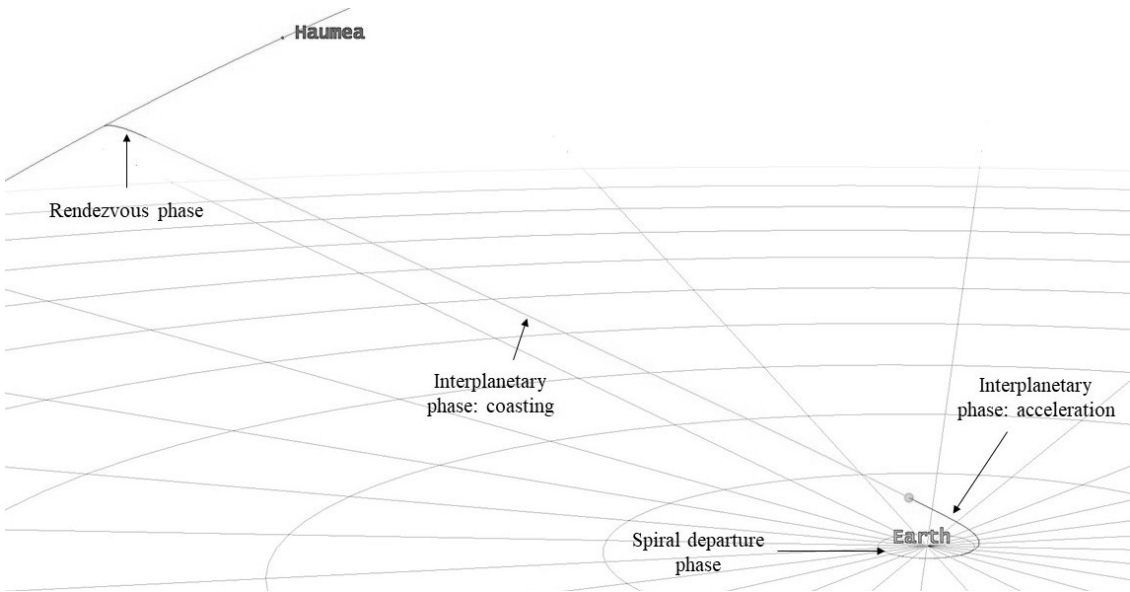 Haumea
Rendezvous phase
Interplanetary
phase: coasting
Interplanetary
phase: acceleration
Earth
Spiral departure
phase